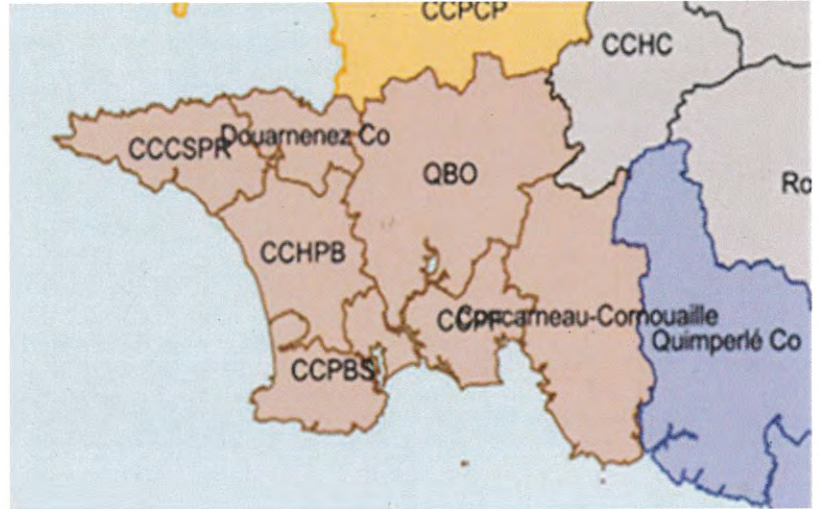 CCPCP
CCHC
Douarnenez Co
CCCSPR
QBO
Ro
CCHPB
Concarneau-Cornouaille
Quimperlé Co
CCPBS